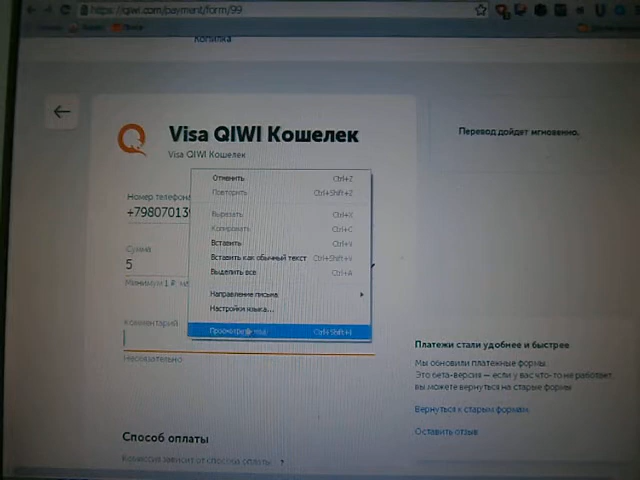 https://qiwi.com/payment/form/99
Копилка
Visa QIWI Кошелек
Visa QIWI Кошелек
Перевод дойдет мгновенно.
Номер телефона
+79807013
Сумма
5
Минимум 1 ₽
Комментарий
Необязательно
Отменить Ctrl+Z
Повторить Ctrl+Shift+Z
Вырезать Ctrl+X
Копировать Ctrl+C
Вставить Ctrl+V
Вставить как обычный текст Ctrl+Shift+V
Выделить все Ctrl+A
Направление письма
Настройки языка...
Просмотреть код Ctrl+Shift+I
Способ оплаты
Комиссия зависит от способа оплаты ?
Платежи стали удобнее и быстрее
Мы обновили платежные формы.
Это бета-версия — если у вас что-то не работает,
вы можете вернуться на старые формы
Вернуться к старым формам
Оставить отзыв